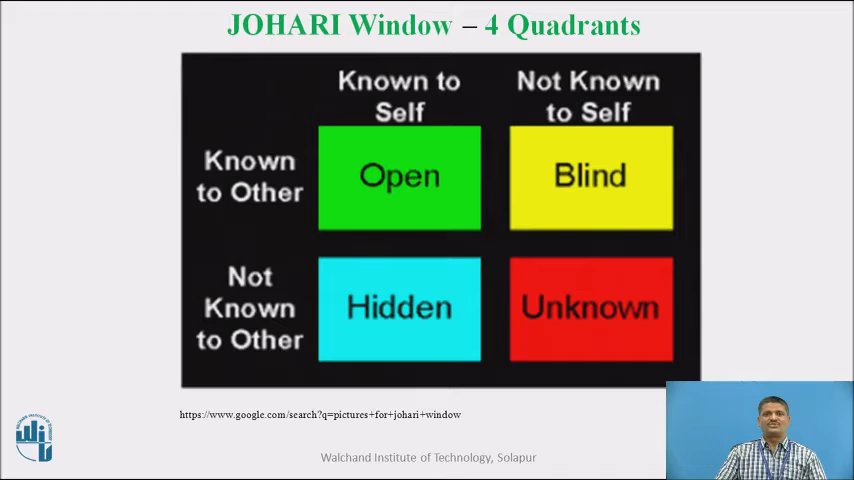 JOHARI Window – 4 Quadrants
Known to
Self
Not Known
to Self
Known
to Other
Open
Blind
Not
Known
to Other
Hidden
Unknown
https://www.google.com/search?q=pictures+for+johari+window
Walchand Institute of Technology, Solapur